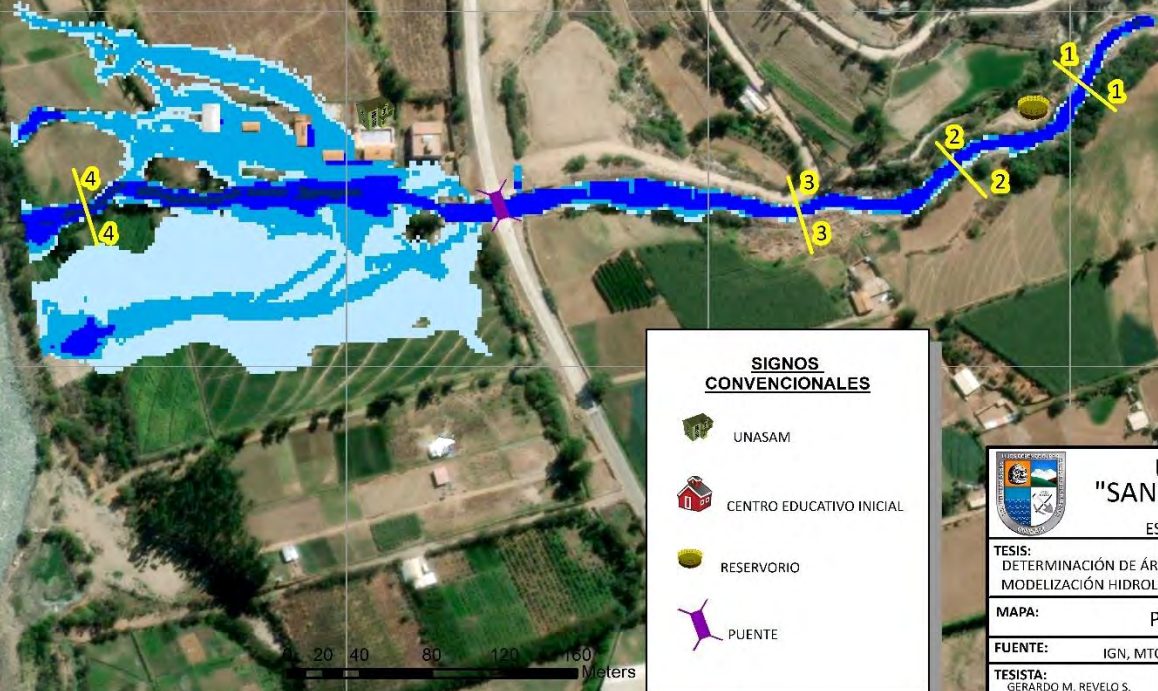 1
1
2
2
3
3
4
4
SIGNOS
CONVENCIONALES
UNASAM
CENTRO EDUCATIVO INICIAL
RESERVORIO
PUENTE
20 40 80 120 160
Meters
"SAN
ES
TESIS:
DETERMINACIÓN DE ÁR
MODELIZACIÓN HIDROL
MAPA:
P
FUENTE:
IGN, MTC
TESISTA:
GERARDO M. REVELO S.